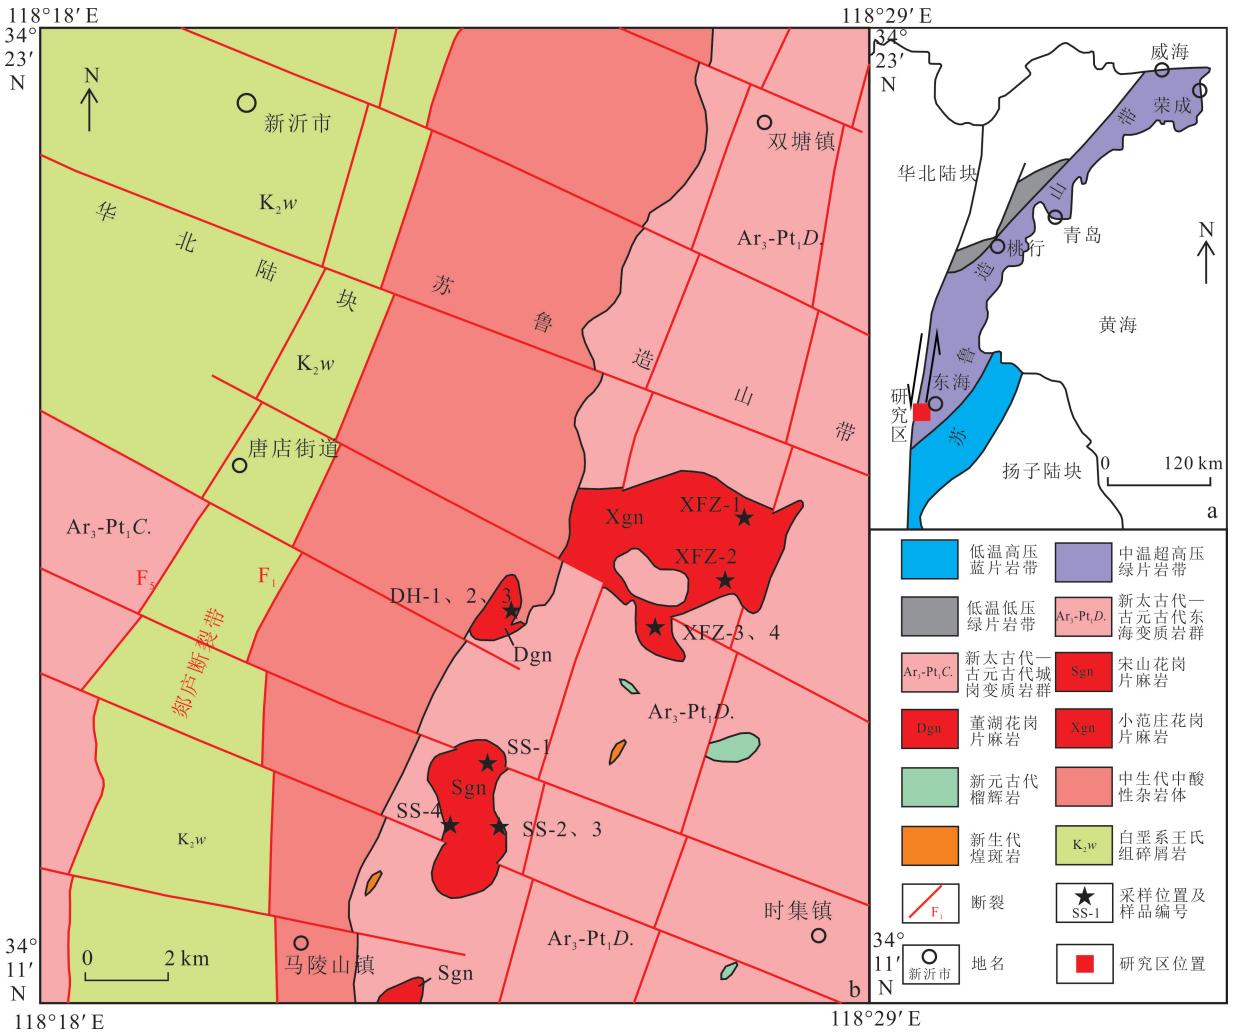 118°18′ E
118°29′ E
34°
23′
N
N
新沂市
K₂w
华北陆块
双塘镇
Ar₃-Pt₁D.
苏鲁造山带
K₂w
唐店街道
Ar₃-Pt₁C.
F₅
F₁
郯庐断裂带
Xgn
XFZ-1
XFZ-2
XFZ-3、4
DH-1、2、3
Dgn
Ar₃-Pt₁D.
SS-1
Sgn
SS-4
SS-2、3
K₂w
时集镇
Ar₃-Pt₁D.
马陵山镇
Sgn
0 2 km
b
34°
11′
N
118°18′ E
118°29′ E
34°
23′
N
威海
荣成
华北陆块
青岛
桃行
N
黄海
东海
研究区
苏鲁造山带
扬子陆块
0 120 km
a
低温高压
蓝片岩带
中温超高压
绿片岩带
低温低压
绿片岩带
Ar₃-Pt₁D.
新太古代—
古元古代东
海变质岩群
Ar₃-Pt₁C.
新太古代—
古元古代城
岗变质岩群
Sgn
宋山花岗
片麻岩
Dgn
董湖花岗
片麻岩
Xgn
小范庄花岗
片麻岩
新元古代
榴辉岩
中生代中酸
性杂岩体
新生代
煌斑岩
K₂w
白垩系王氏
组碎屑岩
F₁
断裂
SS-1
采样位置及
样品编号
新沂市
地名
研究区位置
34°
11′
N